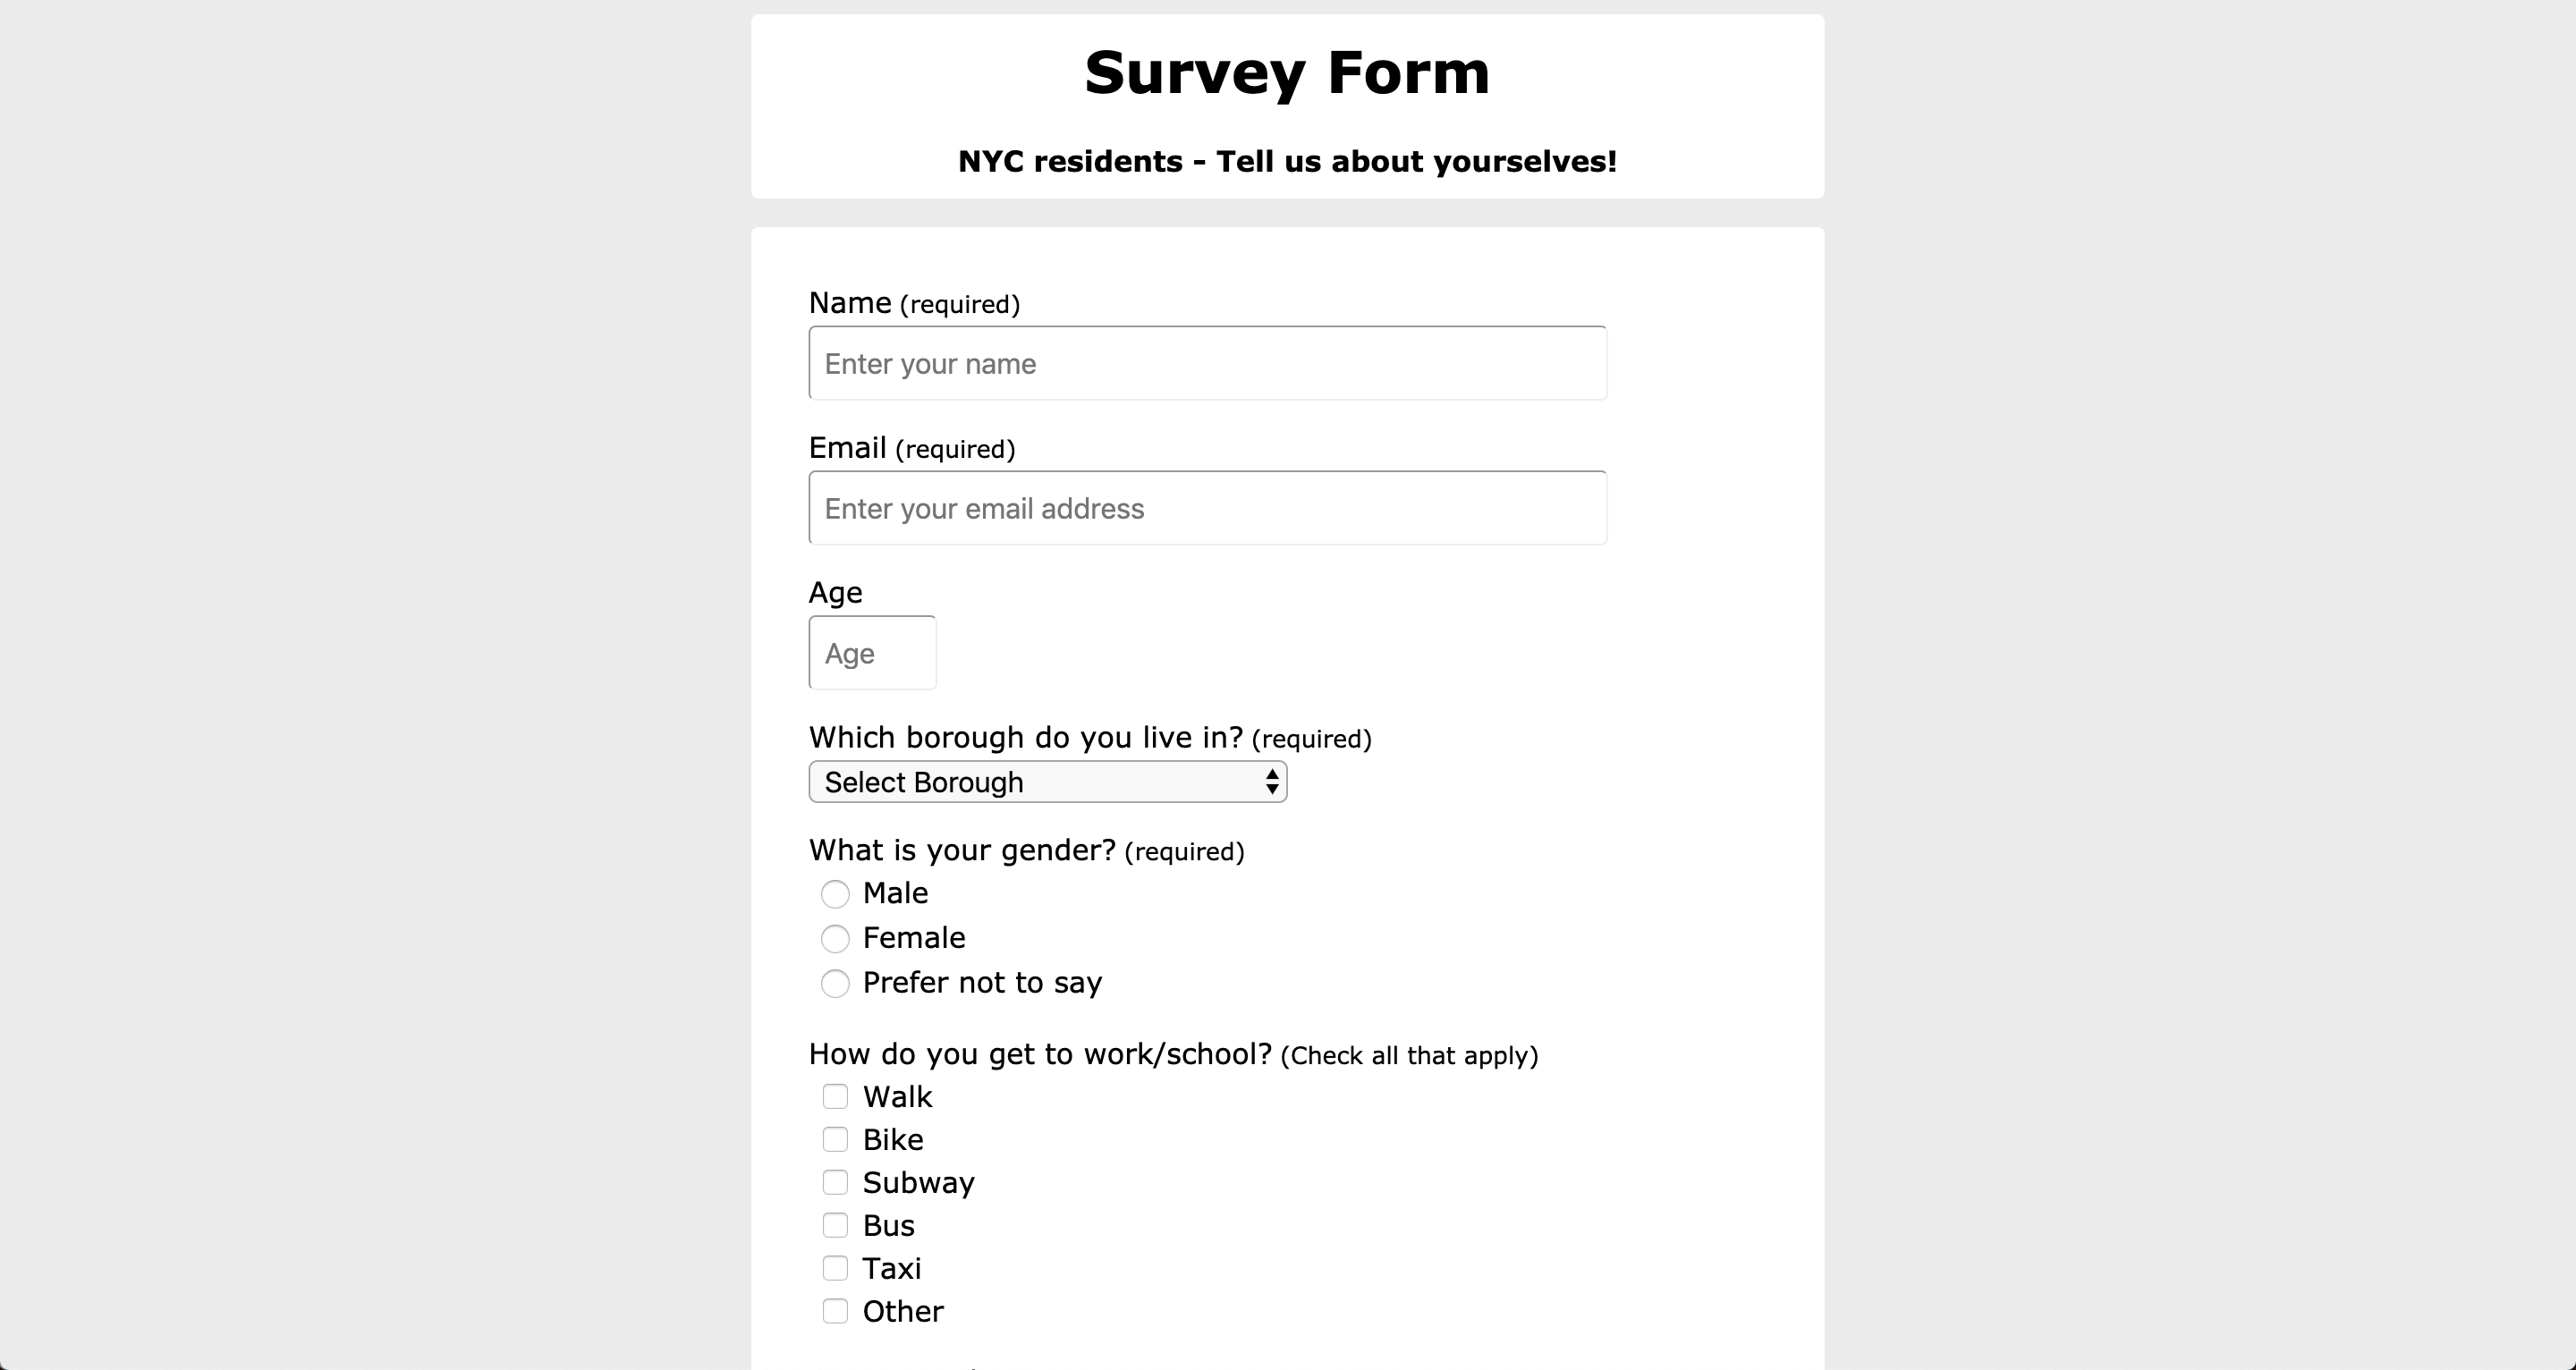 Survey Form
NYC residents - Tell us about yourselves!
Name (required)
Enter your name
Email (required)
Enter your email address
Age
Age
Which borough do you live in? (required)
Select Borough
What is your gender? (required)
Male
Female
Prefer not to say
How do you get to work/school? (Check all that apply)
Walk
Bike
Subway
Bus
Taxi
Other